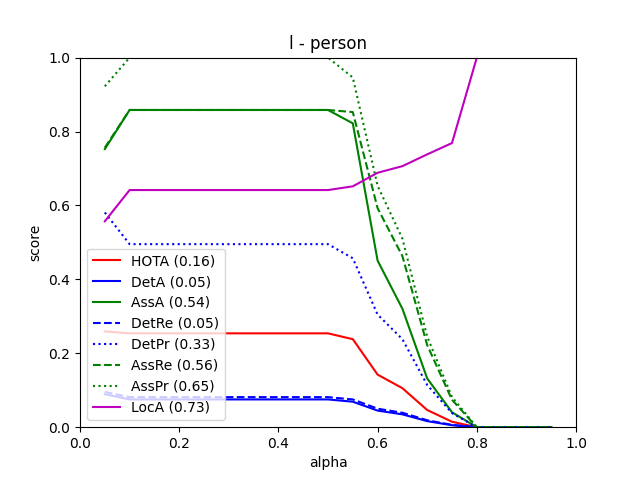 l - person
score
1.0
0.8
0.6
0.4
0.2
0.0
HOTA (0.16)
DetA (0.05)
AssA (0.54)
DetRe (0.05)
DetPr (0.33)
AssRe (0.56)
AssPr (0.65)
LocA (0.73)
0.0 0.2 0.4 0.6 0.8 1.0
alpha